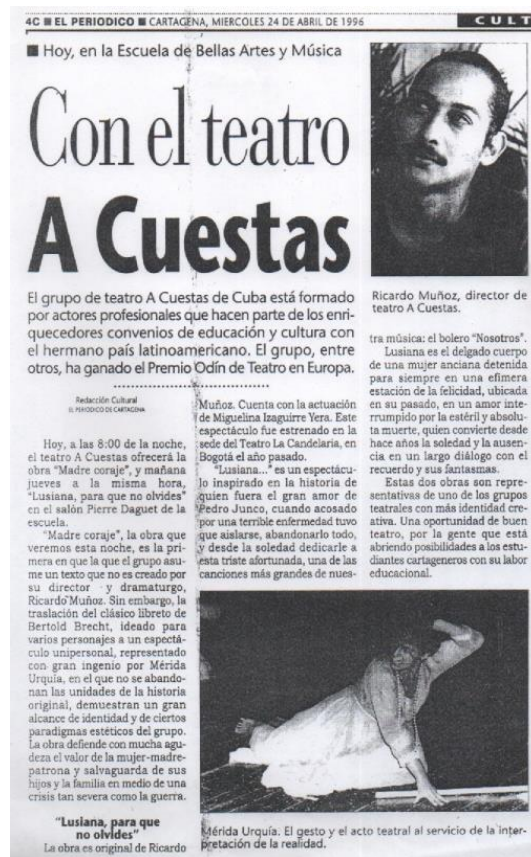 4C ■ EL PERIODICO ■ CARTAGENA, MIERCOLES 24 DE ABRIL DE 1996
CULT
■ Hoy, en la Escuela de Bellas Artes y Música
Con el teatro
A Cuestas
El grupo de teatro A Cuestas de Cuba está formado
por actores profesionales que hacen parte de los enri-
quecedores convenios de educación y cultura con
el hermano país latinoamericano. El grupo, entre
otros, ha ganado el Premio Odín de Teatro en Europa.
Ricardo Muñoz, director de
teatro A Cuestas.
Redacción Cultural
EL PERIODICO DE CARTAGENA
Hoy, a las 8:00 de la noche,
el teatro A Cuestas ofrecerá la
obra "Madre coraje", y mañana
jueves a la misma hora,
"Lusiana, para que no olvides"
en el salón Pierre Daguet de la
escuela.
"Madre coraje", la obra que
veremos esta noche, es la pri-
mera en que la que el grupo asu-
me un texto que no es creado por
su director y dramaturgo,
Ricardo Muñoz. Sin embargo, la
traslación del clásico libreto de
Bertold Brecht, ideado para
varios personajes a un espectá-
culo unipersonal, representado
con gran ingenio por Mérida
Urquía, en el que no se abando-
nan las unidades de la historia
original, demuestran un gran
alcance de identidad y de ciertos
paradigmas estéticos del grupo.
La obra defiende con mucha agu-
deza el valor de la mujer-madre-
patrona y salvaguarda de sus
hijos y la familia en medio de una
crisis tan severa como la guerra.
"Lusiana, para que
no olvides"
La obra es original de Ricardo
Muñoz. Cuenta con la actuación
de Miguelina Izaguirre Yera. Este
espectáculo fue estrenado en la
sede del Teatro La Candelaria, en
Bogotá el año pasado.
"Lusiana..." es un espectácu-
lo inspirado en la historia de
quien fuera el gran amor de
Pedro Junco, cuando acosado
por una terrible enfermedad tuvo
que aislarse, abandonarlo todo,
y desde la soledad dedicarle a
esta triste afortunada, una de las
canciones más grandes de nues-
tra música: el bolero "Nosotros".
Lusiana es el delgado cuerpo
de una mujer anciana detenida
para siempre en una efímera
estación de la felicidad, ubicada
en su pasado, en un amor inte-
rrumpido por la estéril y absolu-
ta muerte, quien convierte desde
hace años la soledad y la ausen-
cia en un largo diálogo con el
recuerdo y sus fantasmas.
Estas dos obras son repre-
sentativas de uno de los grupos
teatrales con más identidad cre-
ativa. Una oportunidad de buen
teatro, por la gente que está
abriendo posibilidades a los estu-
diantes cartageneros con su labor
educacional.
Mérida Urquía. El gesto y el acto teatral al servicio de la inter-
pretación de la realidad.